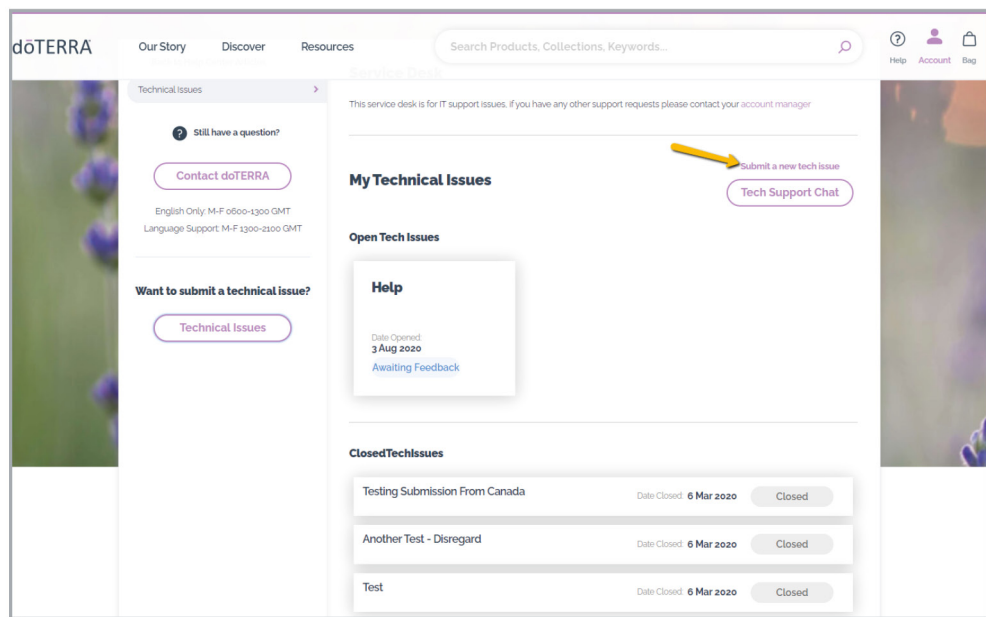 dōTERRA
Our Story
Discover
Resources
Search Products, Collections, Keywords...
Help
Account
Bag
Technical Issues
Still have a question?
Contact doTERRA
English Only: M-F 0600-1300 GMT
Language Support: M-F 1300-2100 GMT
Want to submit a technical issue?
Technical Issues
Service Desk
This service desk is for IT support issues, if you have any other support requests please contact your account manager
Submit a new tech issue
My Technical Issues
Tech Support Chat
Open Tech Issues
Help
Date Opened:
3 Aug 2020
Awaiting Feedback
ClosedTechIssues
Testing Submission From Canada Date Closed: 6 Mar 2020 Closed
Another Test - Disregard Date Closed: 6 Mar 2020 Closed
Test Date Closed: 6 Mar 2020 Closed